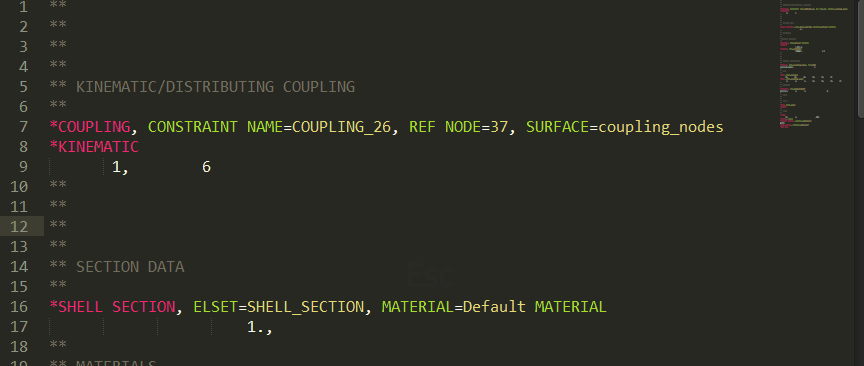 1 **
2 **
3 **
4 **
5 ** KINEMATIC/DISTRIBUTING COUPLING
6 **
7 *COUPLING, CONSTRAINT NAME=COUPLING_26, REF NODE=37, SURFACE=coupling_nodes
8 *KINEMATIC
9 1, 6
10 **
11 **
12 **
13 **
14 ** SECTION DATA
15 **
16 *SHELL SECTION, ELSET=SHELL_SECTION, MATERIAL=Default MATERIAL
17 1.,
18 **
19 ** MATERIALS